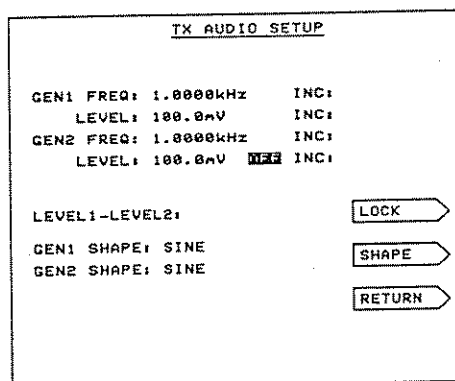 TX AUDIO SETUP
GEN1 FREQ: 1.0000kHz INC:
LEVEL: 100.0mV INC:
GEN2 FREQ: 1.0000kHz INC:
LEVEL: 100.0mV OFF INC:
LEVEL1-LEVEL2:
LOCK
GEN1 SHAPE: SINE
SHAPE
GEN2 SHAPE: SINE
RETURN